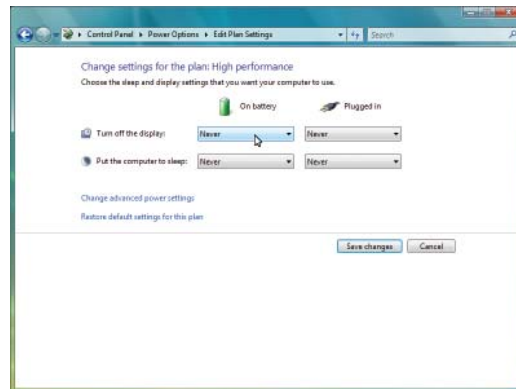 Control Panel ▸ Power Options ▸ Edit Plan Settings
Search
Change settings for the plan: High performance
Choose the sleep and display settings that you want your computer to use.
On battery Plugged in
Turn off the display: Never Never
Put the computer to sleep: Never Never
Change advanced power settings
Restore default settings for this plan
Save changes Cancel